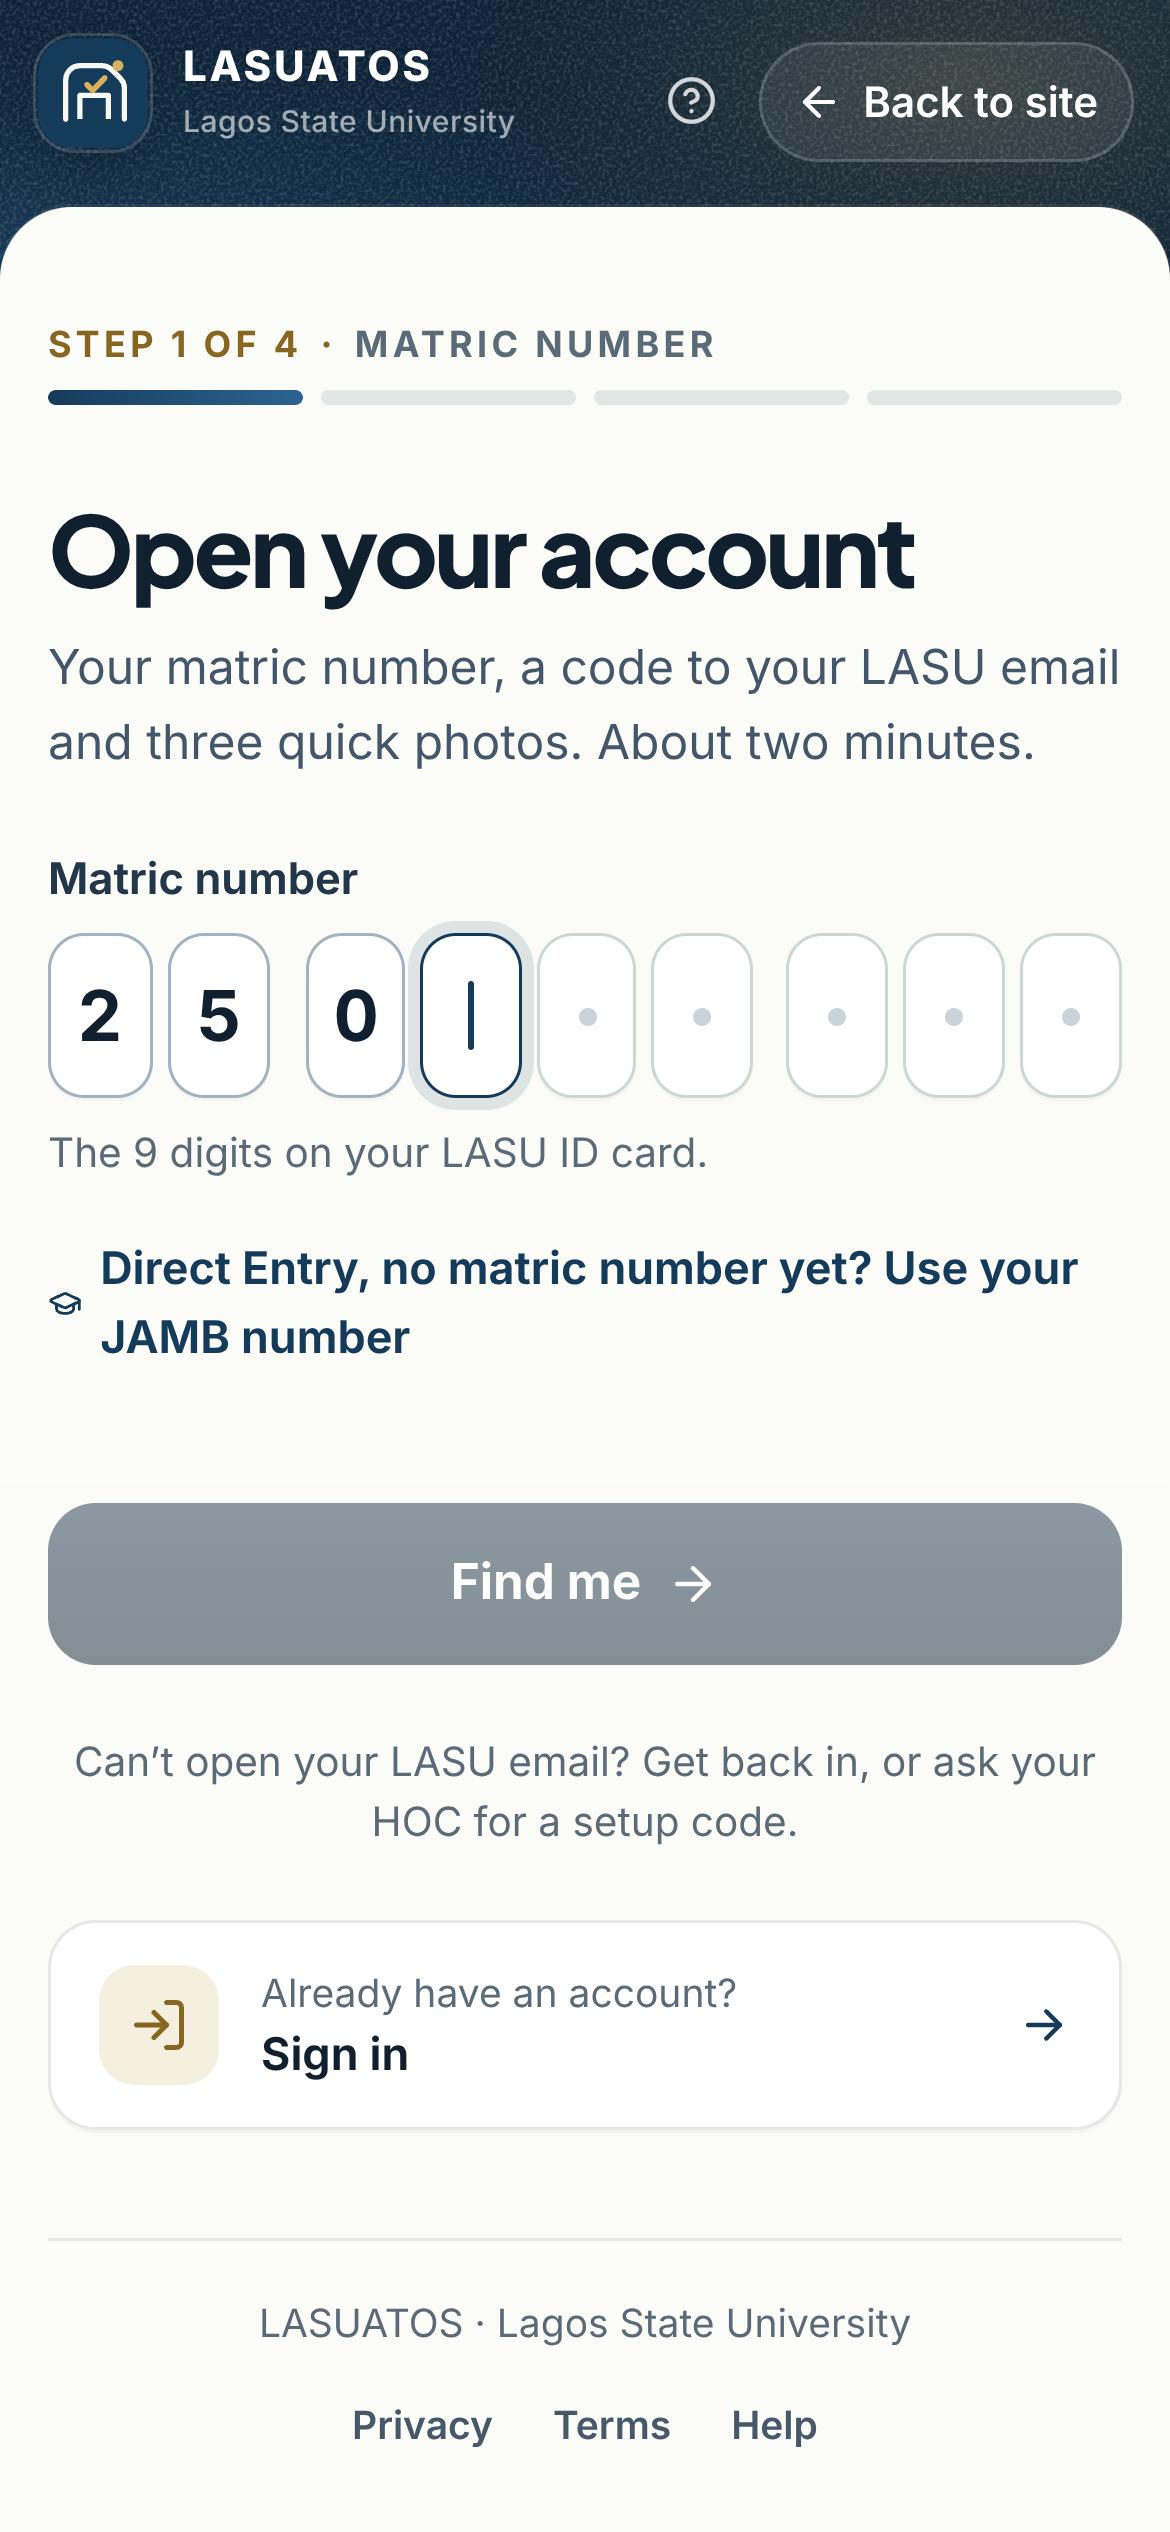 LASUATOS
Lagos State University
Back to site
STEP 1 OF 4 · MATRIC NUMBER
Open your account
Your matric number, a code to your LASU email
and three quick photos. About two minutes.
Matric number
2 5 0
The 9 digits on your LASU ID card.
Direct Entry, no matric number yet? Use your
JAMB number
Find me
Can’t open your LASU email? Get back in, or ask your
HOC for a setup code.
Already have an account?
Sign in
LASUATOS · Lagos State University
Privacy Terms Help